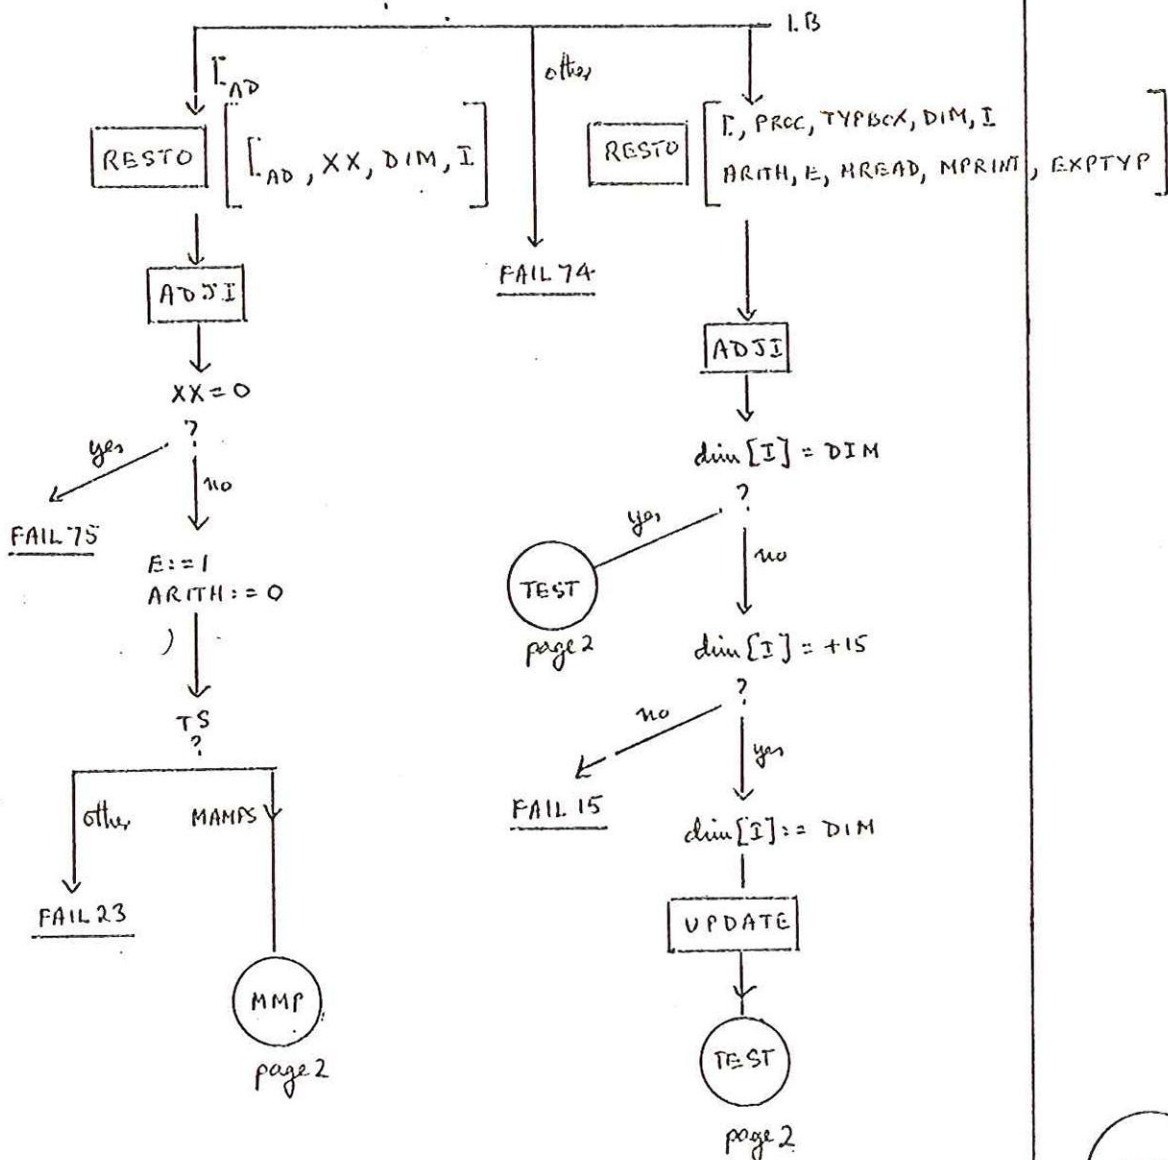 I.B
[AD
other
RESTO [AD, XX, DIM, I
RESTO [, PROC, TYPBOX, DIM, I
ARITH, E, MREAD, MPRINT, EXPTYP
ADJI
FAIL 74
ADJI
XX = 0
?
yes
no
FAIL 75
dim [I] = DIM
?
yes
no
TEST
page 2
E:=1
ARITH:=0
)
dim [I] = +15
?
no
yes
FAIL 15
TS
?
other
MAMPS
FAIL 23
MMP
page 2
dim [I] := DIM
UPDATE
TEST
page 2